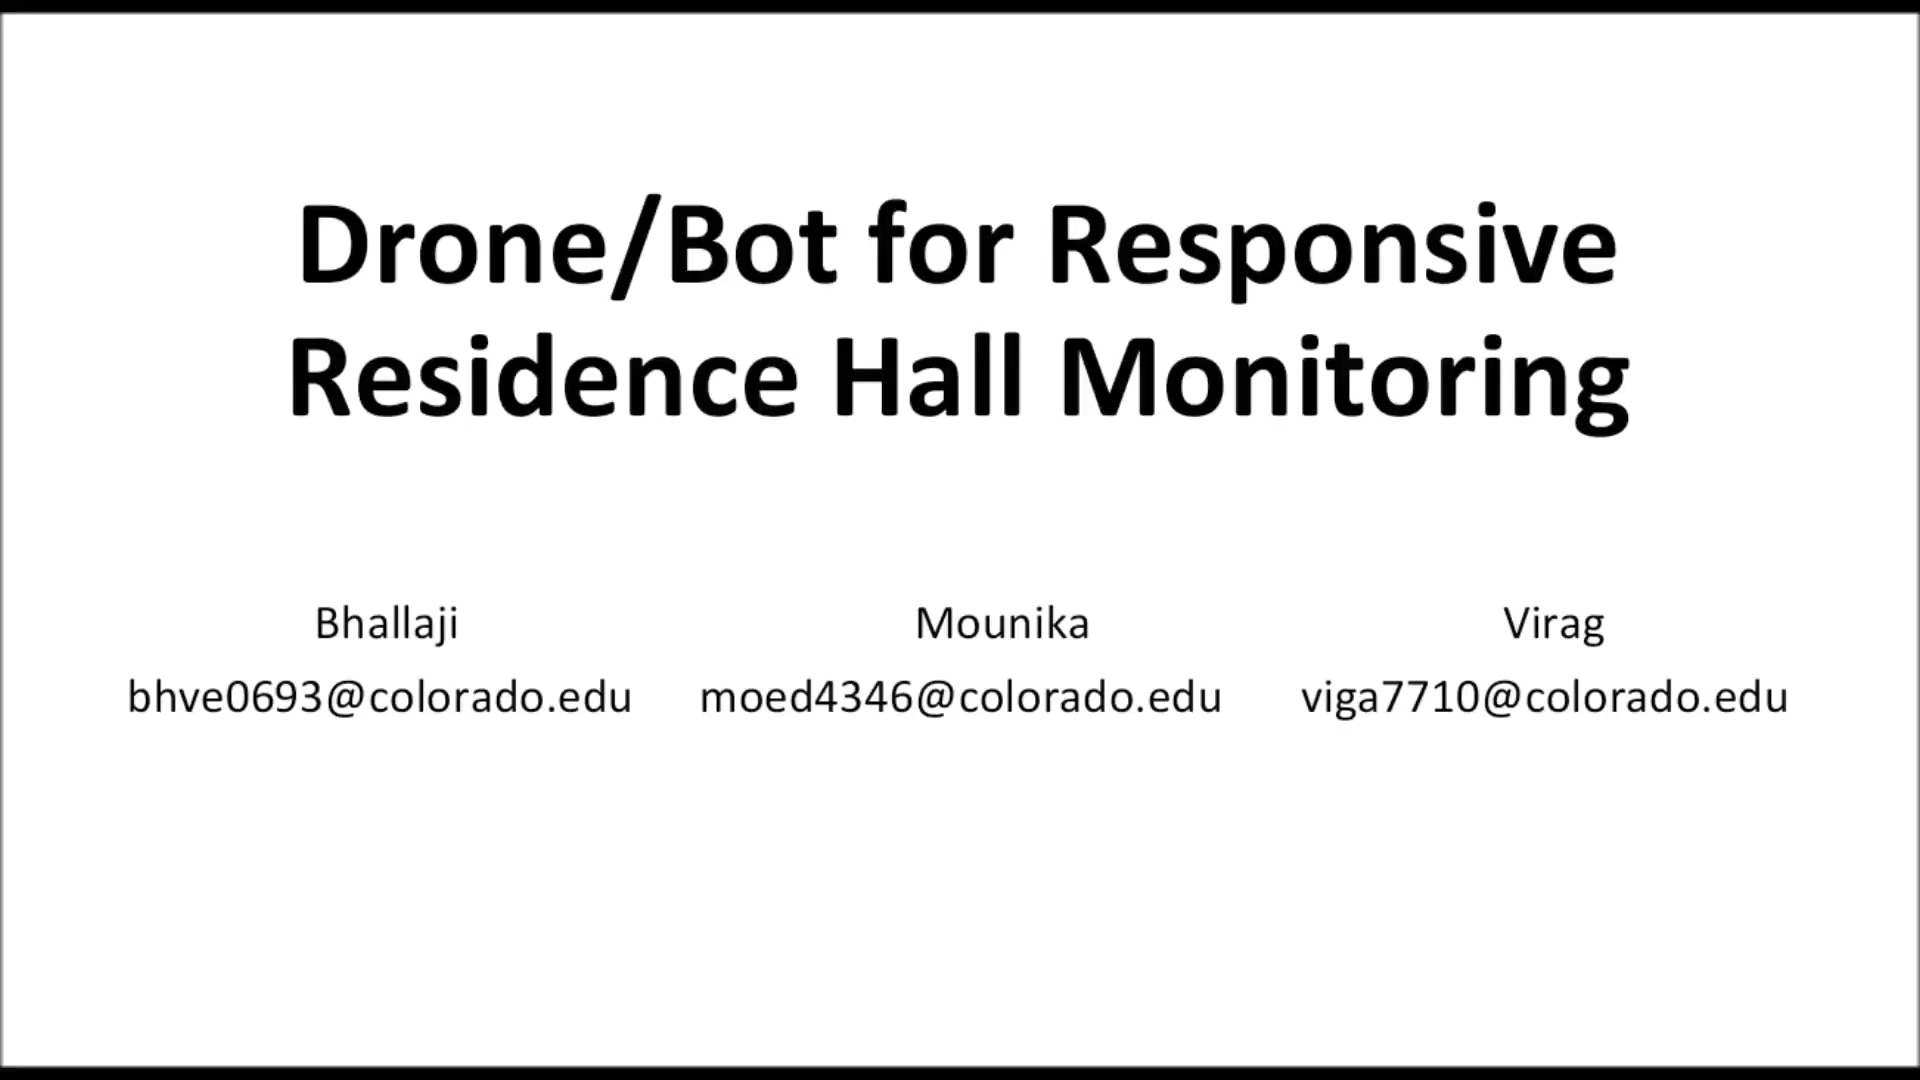 Drone/Bot for Responsive
Residence Hall Monitoring
Bhallaji Mounika Virag
bhve0693@colorado.edu moed4346@colorado.edu viga7710@colorado.edu